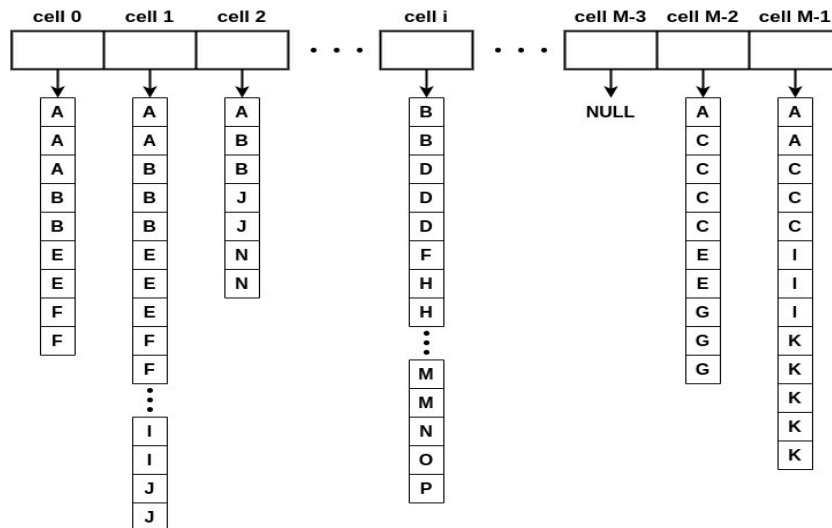 cell 0 cell 1 cell 2 cell i cell M-3 cell M-2 cell M-1
A A A B NULL A A
A A B B C A
A B B D C C
B B J D C C
B B J D C C
E E N F E I
E E N H E I
F E H G I
F F G K
F M G K
M K
I N K
I O K
J P
J